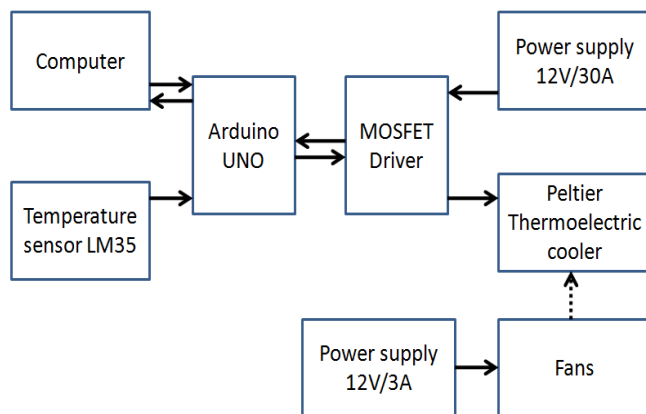 Computer
Power supply
12V/30A
Arduino
UNO
MOSFET
Driver
Temperature
sensor LM35
Peltier
Thermoelectric
cooler
Power supply
12V/3A
Fans